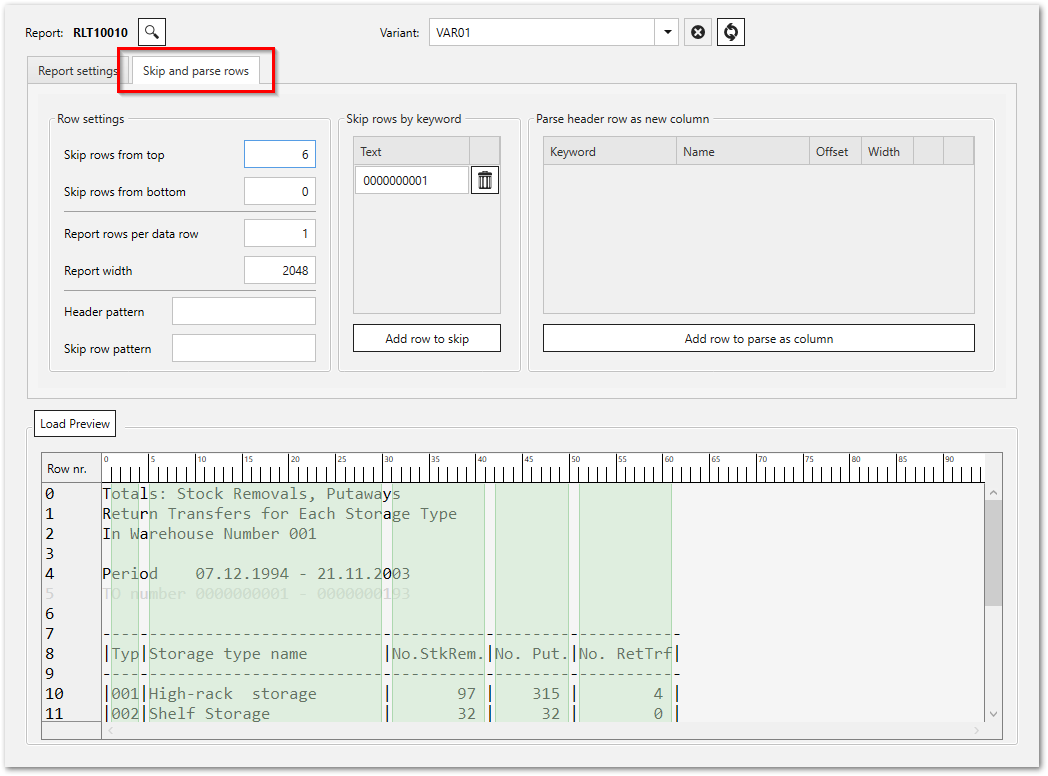 Report: RLT10010 Variant: VAR01
Report settings Skip and parse rows
Row settings
Skip rows from top 6
Skip rows from bottom 0
Report rows per data row 1
Report width 2048
Header pattern
Skip row pattern
Skip rows by keyword
Text
0000000001
Add row to skip
Parse header row as new column
Keyword Name Offset Width
Add row to parse as column
Load Preview
Row nr. 0 5 10 15 20 25 30 35 40 45 50 55 60 65 70 75 80 85 90
0 Totals: Stock Removals, Putaways
1 Return Transfers for Each Storage Type
2 In Warehouse Number 001
3
4 Period    07.12.1994 - 21.11.2003
5 TO number 0000000001 - 0000000193
6
7 --------------------------------------------------------------
8 |Typ|Storage type name        |No.StkRem.|No. Put.|No. RetTrf|
9 --------------------------------------------------------------
10 |001|High-rack  storage       |       97 |    315 |        4 |
11 |002|Shelf Storage            |       32 |     32 |        0 |